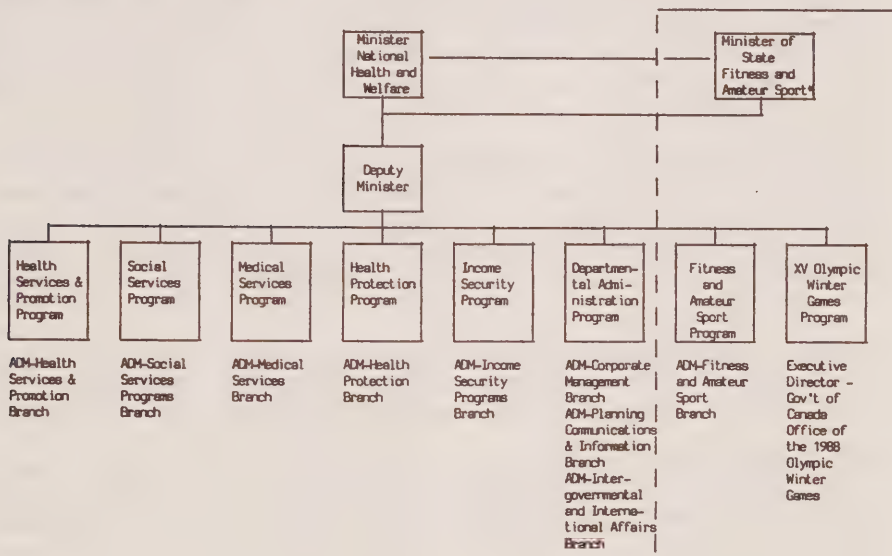 Minister
National
Health and
Welfare
Minister of
State
Fitness and
Amateur Sport*
Deputy
Minister
Health
Services &
Promotion
Program
Social
Services
Program
Medical
Services
Program
Health
Protection
Program
Income
Security
Program
Departmen-
tal Admini-
stration
Program
Fitness
and
Amateur
Sport
Program
XV Olympic
Winter
Games
Program
ADM-Health
Services &
Promotion
Branch
ADM-Social
Services
Programs
Branch
ADM-Medical
Services
Branch
ADM-Health
Protection
Branch
ADM-Income
Security
Programs
Branch
ADM-Corporate
Management
Branch
ADM-Planning
Communications
& Information
Branch
ADM-Inter-
governmental
and Interna-
tional Affairs
Branch
ADM-Fitness
and Amateur
Sport
Branch
Executive
Director -
Gov't of
Canada
Office of
the 1988
Olympic
Winter
Games